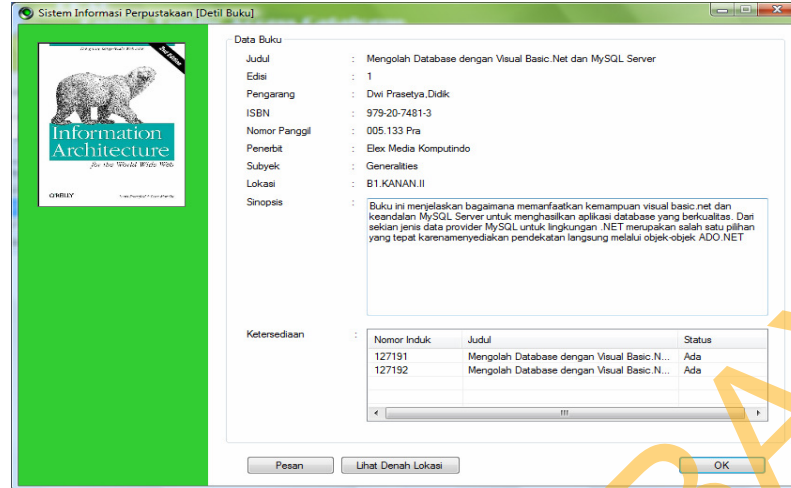 Sistem Informasi Perpustakaan [Detil Buku]
2nd Edition
Information
Architecture
for the World Wide Web
O'REILLY
Data Buku
Judul : Mengolah Database dengan Visual Basic.Net dan MySQL Server
Edisi : 1
Pengarang : Dwi Prasetya,Didik
ISBN : 979-20-7481-3
Nomor Panggil : 005.133 Pra
Penerbit : Elex Media Komputindo
Subyek : Generalities
Lokasi : B1.KANAN.II
Sinopsis : Buku ini menjelaskan bagaimana memanfaatkan kemampuan visual basic.net dan
keandalan MySQL Server untuk menghasilkan aplikasi database yang berkualitas. Dari
sekian jenis data provider MySQL untuk lingkungan .NET merupakan salah satu pilihan
yang tepat karenamenyediakan pendekatan langsung melalui objek-objek ADO.NET
Ketersediaan :
Nomor Induk Judul Status
127191 Mengolah Database dengan Visual Basic.N... Ada
127192 Mengolah Database dengan Visual Basic.N... Ada
Pesan Lihat Denah Lokasi OK